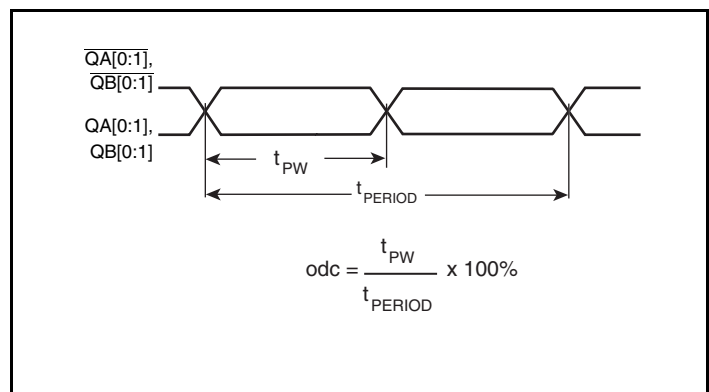 QA[0:1],
QB[0:1]
QA[0:1],
QB[0:1]
tPW
tPERIOD
odc = tPW / tPERIOD x 100%